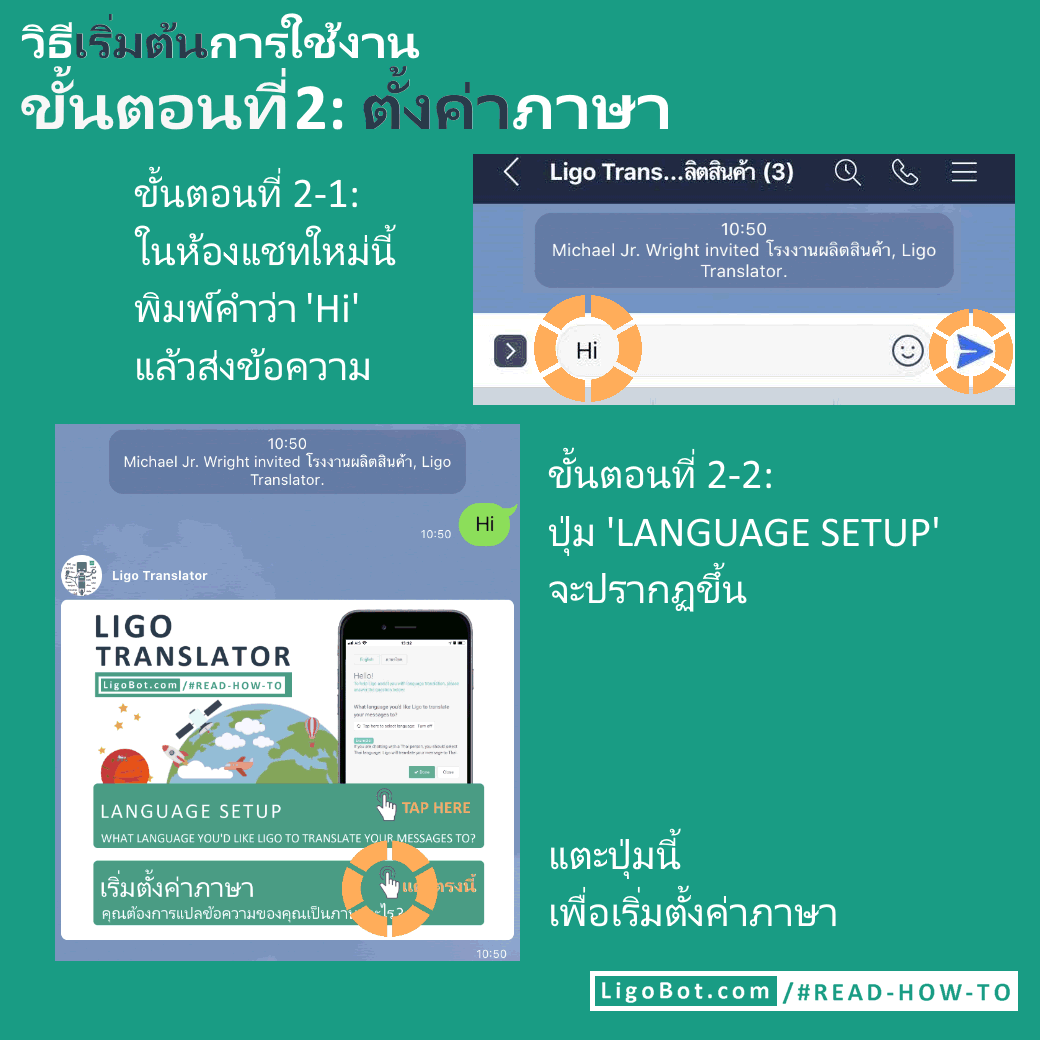 วิธีเริ่มต้นการใช้งาน
ขั้นตอนที่ 2: ตั้งค่าภาษา
ขั้นตอนที่ 2-1:
ในห้องแชทใหม่นี้
พิมพ์คำว่า 'Hi'
แล้วส่งข้อความ
Ligo Trans...ลิตสินค้า (3)
10:50
Michael Jr. Wright invited โรงงานผลิตสินค้า, Ligo
Translator.
Hi
10:50
Michael Jr. Wright invited โรงงานผลิตสินค้า, Ligo
Translator.
Hi
10:50
Ligo Translator
LIGO
TRANSLATOR
LigoBot.com /#READ-HOW-TO
English
Hello!
What language you'd like Ligo to translate
your messages to?
Tap here to select language Turn off
Save Close
LANGUAGE SETUP TAP HERE
WHAT LANGUAGE YOU'D LIKE LIGO TO TRANSLATE YOUR MESSAGES TO?
เริ่มตั้งค่าภาษา
คุณต้องการแปลข้อความของคุณเป็น
10:50
ขั้นตอนที่ 2-2:
ปุ่ม 'LANGUAGE SETUP'
จะปรากฏขึ้น
แตะปุ่มนี้
เพื่อเริ่มตั้งค่าภาษา
LigoBot.com /#READ-HOW-TO